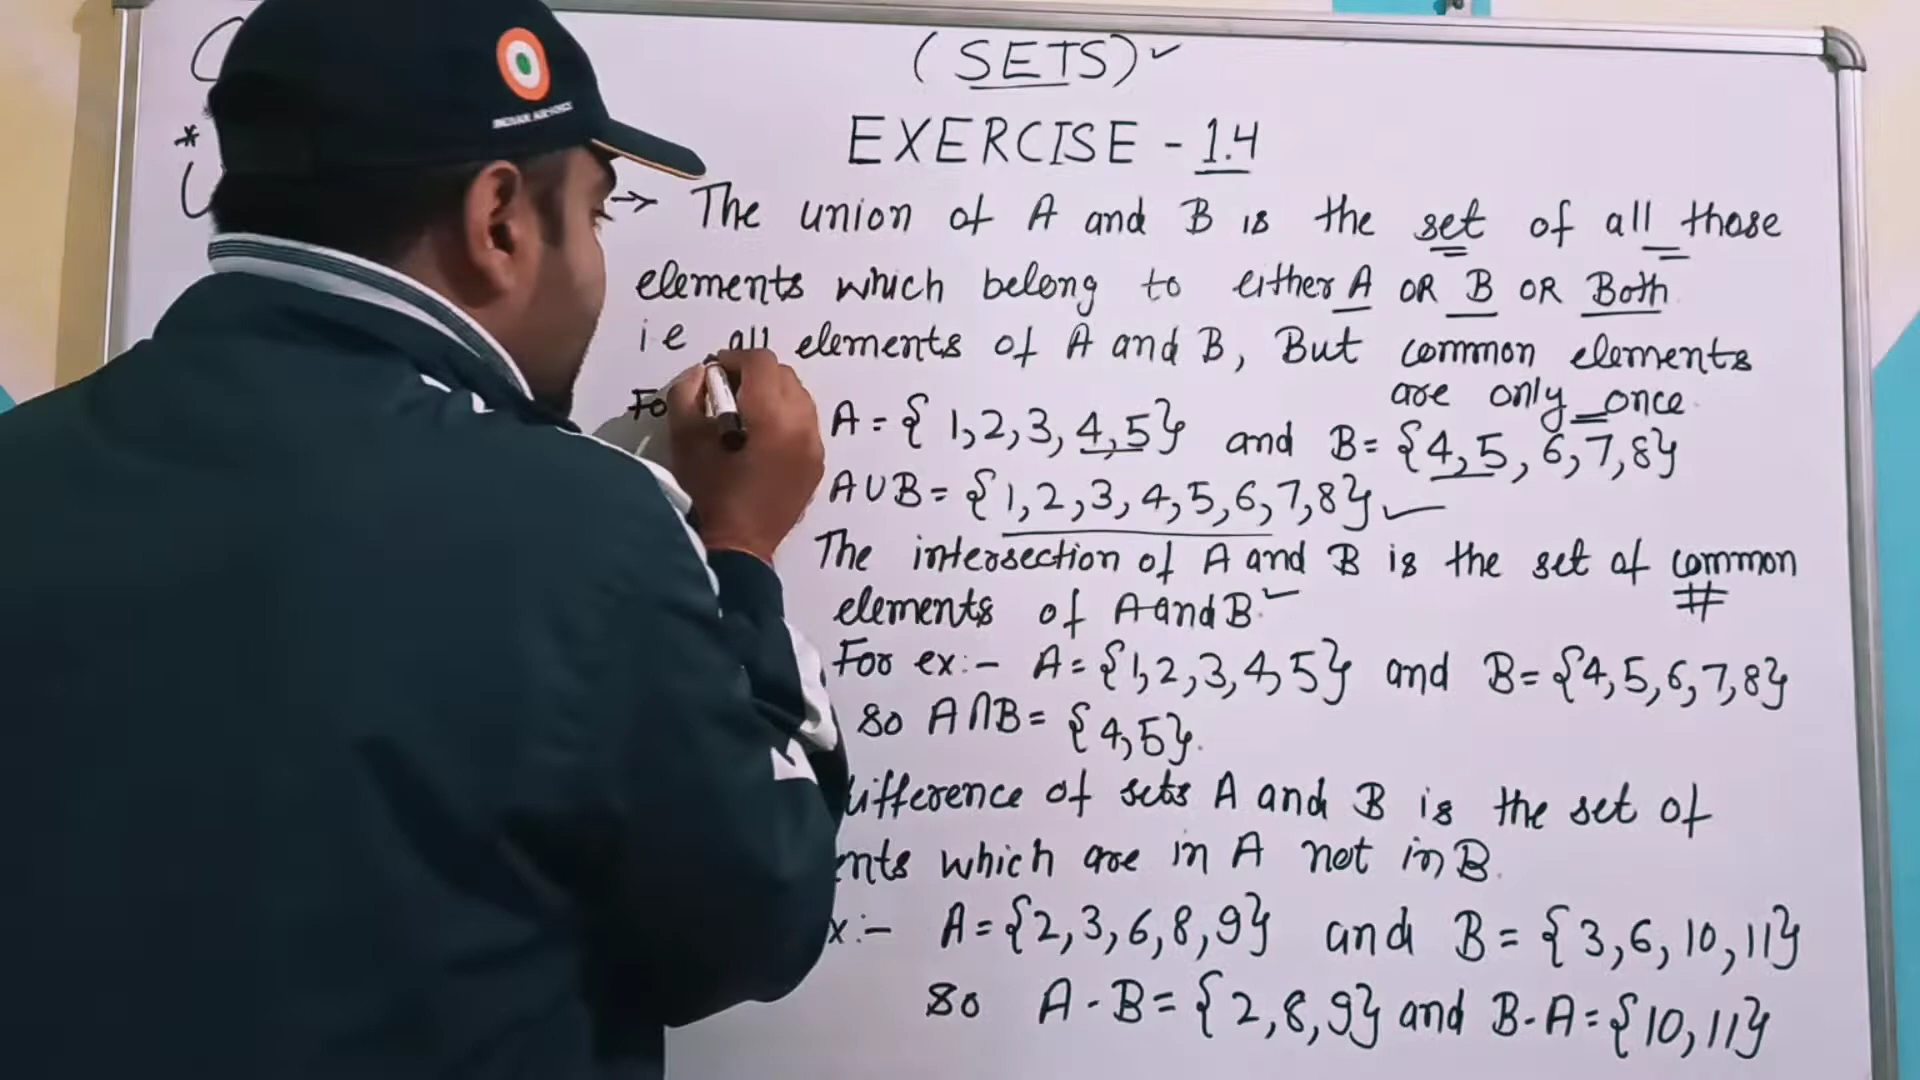 (SETS)✓
INDIAN AIR FORCE
EXERCISE - 1.4
* → The union of A and B is the set of all those
elements which belong to either A OR B OR Both
i e all elements of A and B, But common elements
are only once
A = { 1,2,3,4,5} and B= {4,5,6,7,8}
A∪B = {1,2,3,4,5,6,7,8}✓
The intersection of A and B is the set of common
elements of A and B.✓
For ex:- A={1,2,3,4,5} and B={4,5,6,7,8}
so A∩B= {4,5}.
difference of sets A and B is the set of
which are in A not in B.
:- A={2,3,6,8,9} and B= {3,6,10,11}
so A-B= {2,8,9} and B-A={10,11}